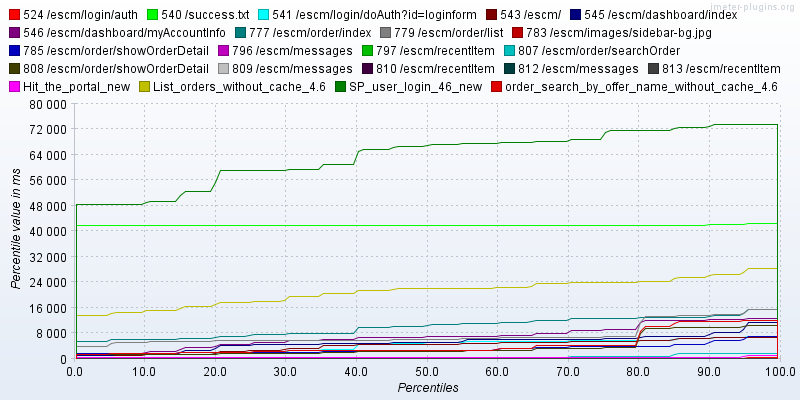 jmeter-plugins.org
524 /escm/login/auth 540 /success.txt 541 /escm/login/doAuth?id=loginform 543 /escm/ 545 /escm/dashboard/index
546 /escm/dashboard/myAccountInfo 777 /escm/order/index 779 /escm/order/list 783 /escm/images/sidebar-bg.jpg
785 /escm/order/showOrderDetail 796 /escm/messages 797 /escm/recentItem 807 /escm/order/searchOrder
808 /escm/order/showOrderDetail 809 /escm/messages 810 /escm/recentItem 812 /escm/messages 813 /escm/recentItem
Hit_the_portal_new List_orders_without_cache_4.6 SP_user_login_46_new order_search_by_offer_name_without_cache_4.6
80 000
72 000
64 000
56 000
48 000
40 000
32 000
24 000
16 000
8 000
0
Percentile value in ms
0.0 10.0 20.0 30.0 40.0 50.0 60.0 70.0 80.0 90.0 100.0
Percentiles